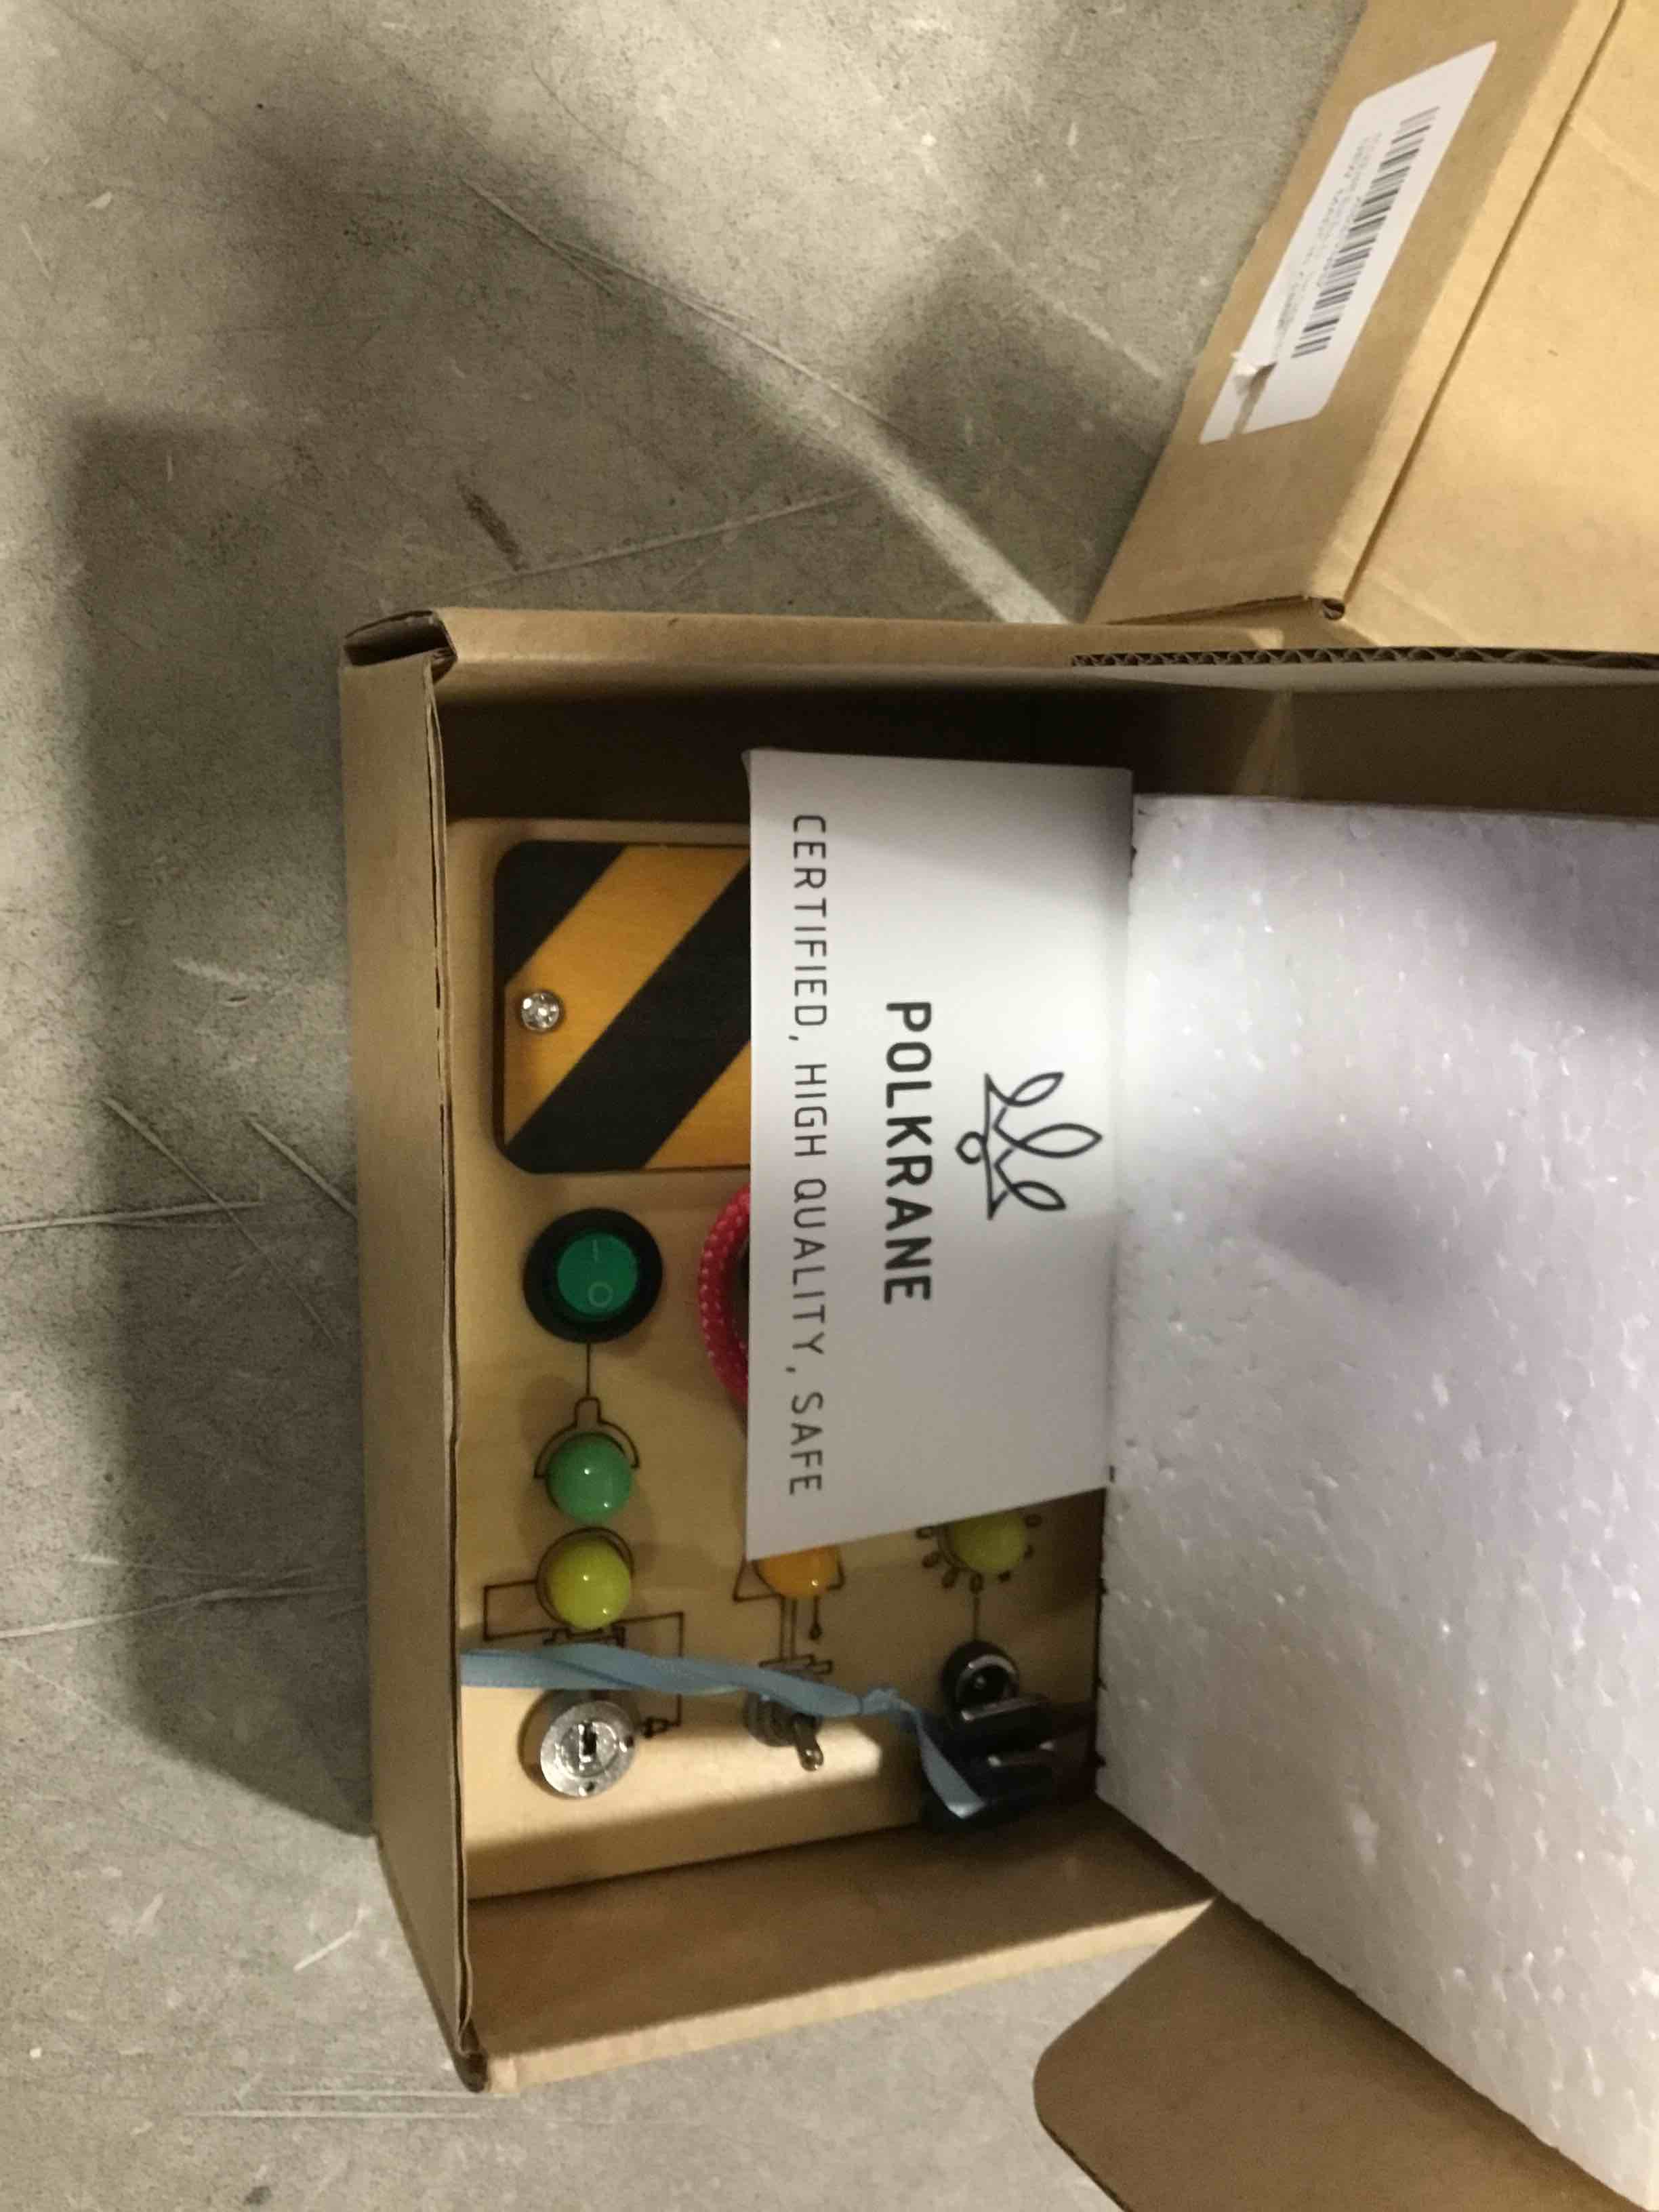 POLKRANE
CERTIFIED, HIGH QUALITY, SAFE